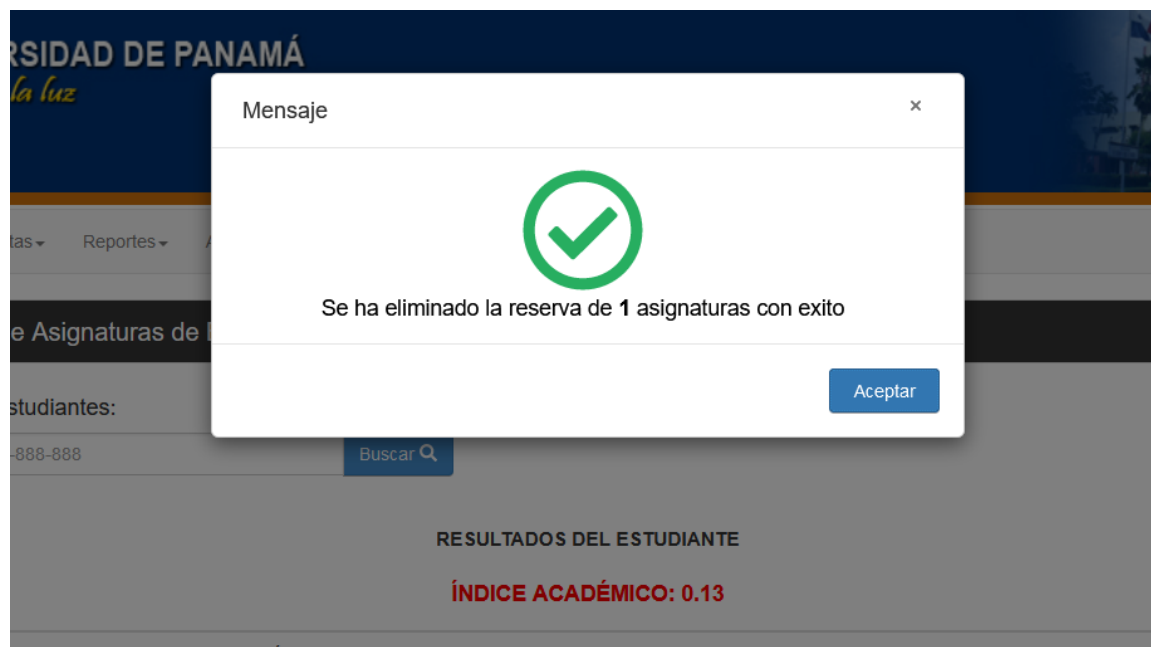 RSIDAD DE PANAMÁ
la luz
Mensaje ×
tas Reportes
Se ha eliminado la reserva de 1 asignaturas con exito
e Asignaturas de
Aceptar
studiantes:
-888-888 Buscar
RESULTADOS DEL ESTUDIANTE
ÍNDICE ACADÉMICO: 0.13